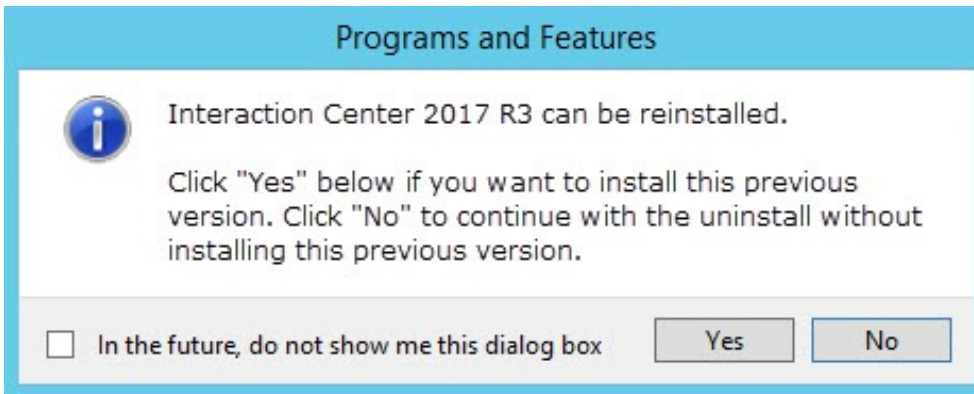 Programs and Features
Interaction Center 2017 R3 can be reinstalled.
Click "Yes" below if you want to install this previous
version. Click "No" to continue with the uninstall without
installing this previous version.
In the future, do not show me this dialog box
Yes
No